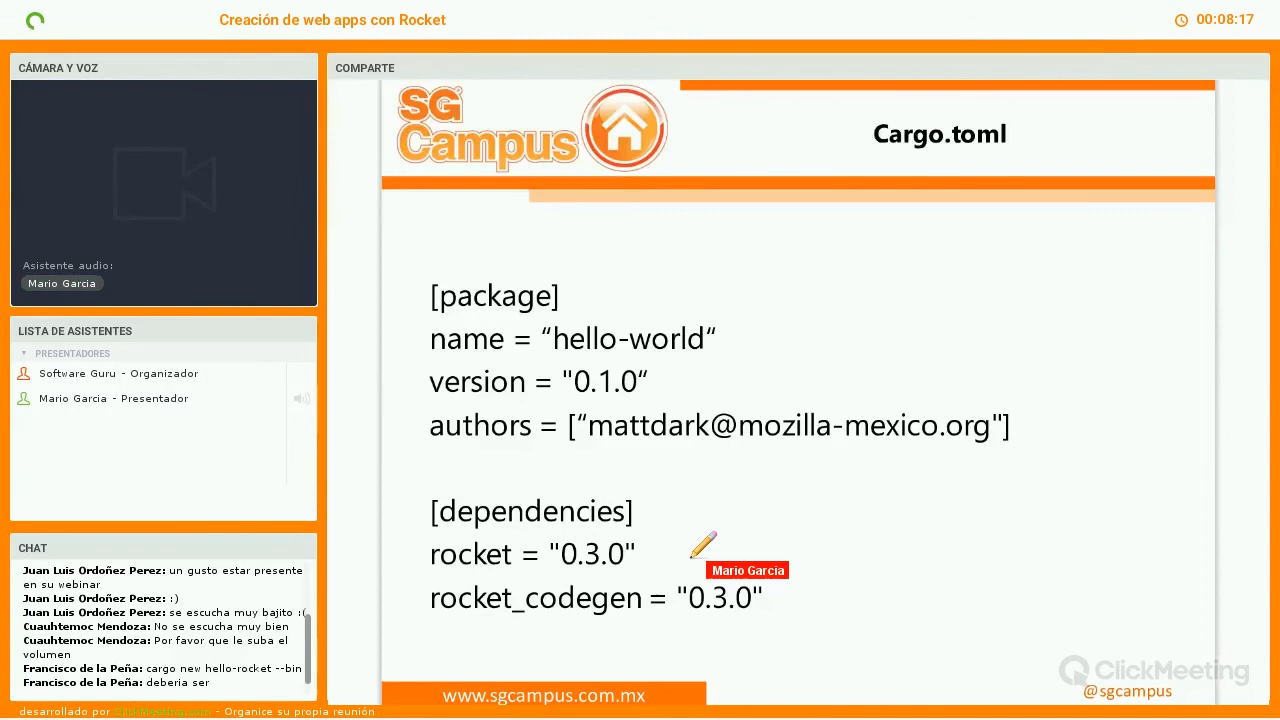 Creación de web apps con Rocket
00:08:17
CÁMARA Y VOZ
Asistente audio:
Mario Garcia
LISTA DE ASISTENTES
PRESENTADORES
Software Guru - Organizador
Mario Garcia - Presentador
CHAT
Juan Luis Ordoñez Perez: un gusto estar presente
en su webinar
Juan Luis Ordoñez Perez: :)
Juan Luis Ordoñez Perez: se escucha muy bajito :(
Cuauhtemoc Mendoza: No se escucha muy bien
Cuauhtemoc Mendoza: Por favor que le suba el
volumen
Francisco de la Peña: cargo new hello-rocket --bin
Francisco de la Peña: deberia ser
desarrollado por ClickMeeting.com - Organice su propia reunión
COMPARTE
SG
Campus
Cargo.toml
[package]
name = “hello-world“
version = "0.1.0“
authors = [“mattdark@mozilla-mexico.org"]
[dependencies]
rocket = "0.3.0"
Mario Garcia
rocket_codegen = "0.3.0"
ClickMeeting
www.sgcampus.com.mx
@sgcampus